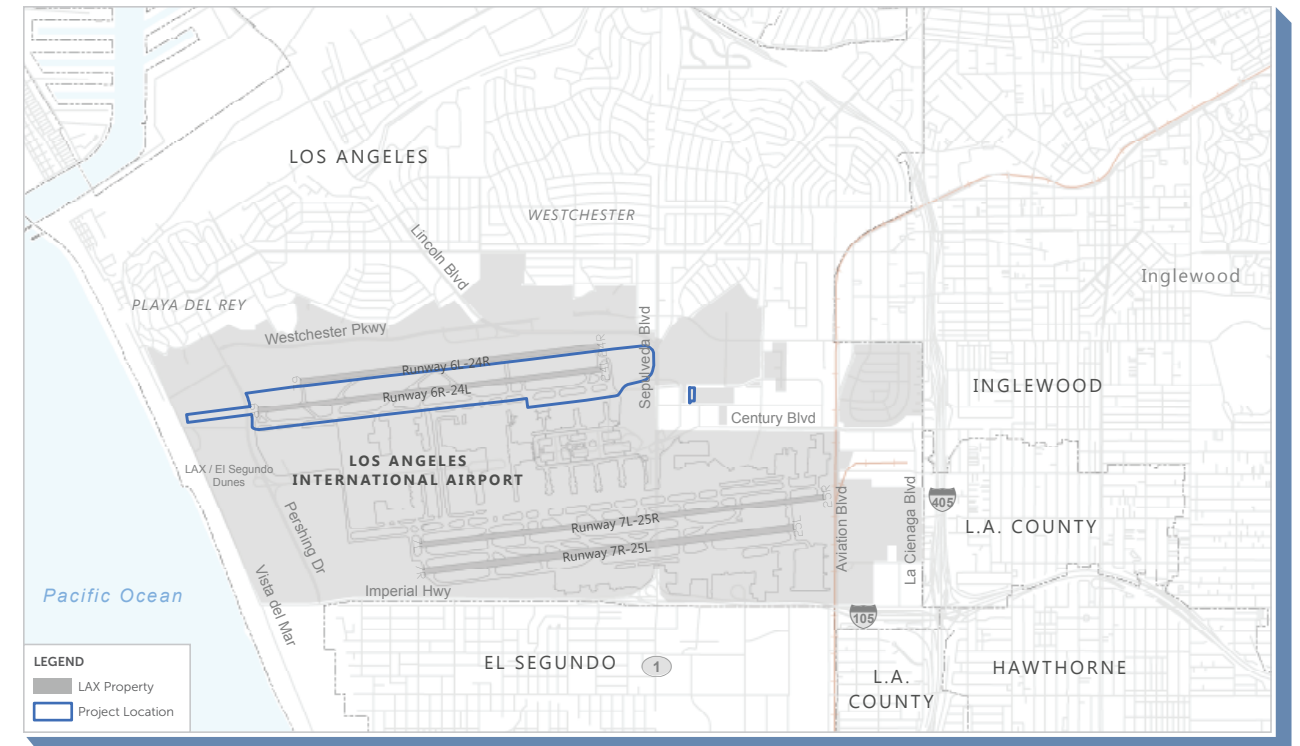 LOS ANGELES
WESTCHESTER
Lincoln Blvd
Inglewood
PLAYA DEL REY
Westchester Pkwy
Sepulveda Blvd
Runway 6L-24R
Runway 6R-24L
INGLEWOOD
Century Blvd
LOS ANGELES
INTERNATIONAL AIRPORT
LAX / El Segundo
Dunes
Pershing Dr
Runway 7L-25R
Runway 7R-25L
Aviation Blvd
La Cienaga Blvd
405
L.A. COUNTY
Pacific Ocean
Vista del Mar
Imperial Hwy
105
EL SEGUNDO
1
L.A.
COUNTY
HAWTHORNE
LEGEND
LAX Property
Project Location